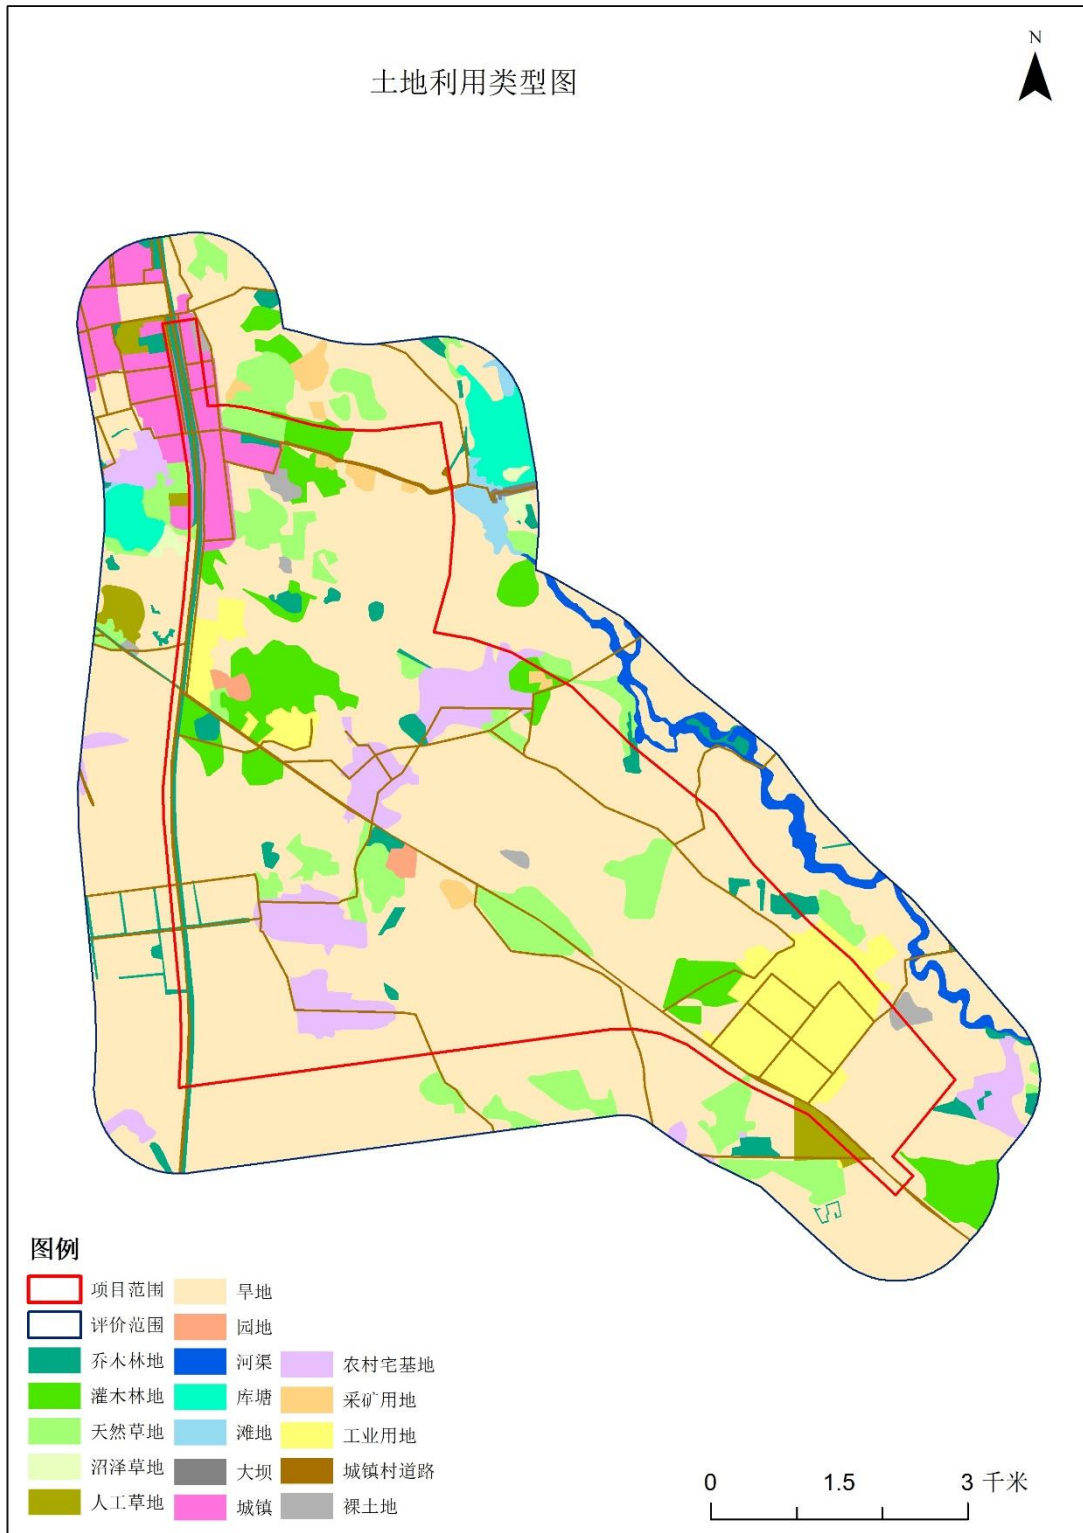 N
土地利用类型图
图例
项目范围
评价范围
乔木林地
灌木林地
天然草地
沼泽草地
人工草地
旱地
园地
河渠
库塘
滩地
大坝
城镇
农村宅基地
采矿用地
工业用地
城镇村道路
裸土地
0 1.5 3 千米